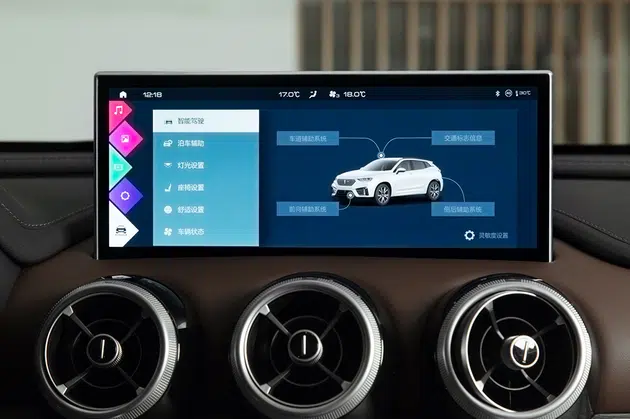 12:18
17.0℃
3 18.0℃
智能驾驶
泊车辅助
灯光设置
座椅设置
舒适设置
车辆状态
车道辅助系统
交通标志信息
前向辅助系统
侧后辅助系统
灵敏度设置